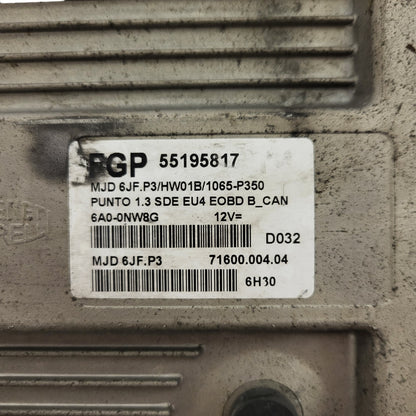 FGP 55195817
MJD 6JF.P3/HW01B/1065-P350
PUNTO 1.3 SDE EU4 EOBD B_CAN
6A0-0NW8G 12V=
D032
MJD 6JF.P3 71600.004.04
6H30